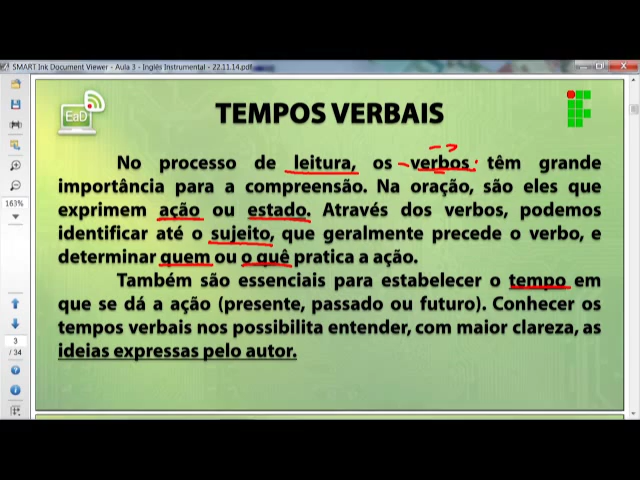 SMART Ink Document Viewer - Aula 3 - Inglês Instrumental - 22.11.14.pdf
EaD
TEMPOS VERBAIS
No processo de leitura, os verbos têm grande
importância para a compreensão. Na oração, são eles que
exprimem ação ou estado. Através dos verbos, podemos
identificar até o sujeito, que geralmente precede o verbo, e
determinar quem ou o quê pratica a ação.
Também são essenciais para estabelecer o tempo em
que se dá a ação (presente, passado ou futuro). Conhecer os
tempos verbais nos possibilita entender, com maior clareza, as
ideias expressas pelo autor.
163%
3
/ 34